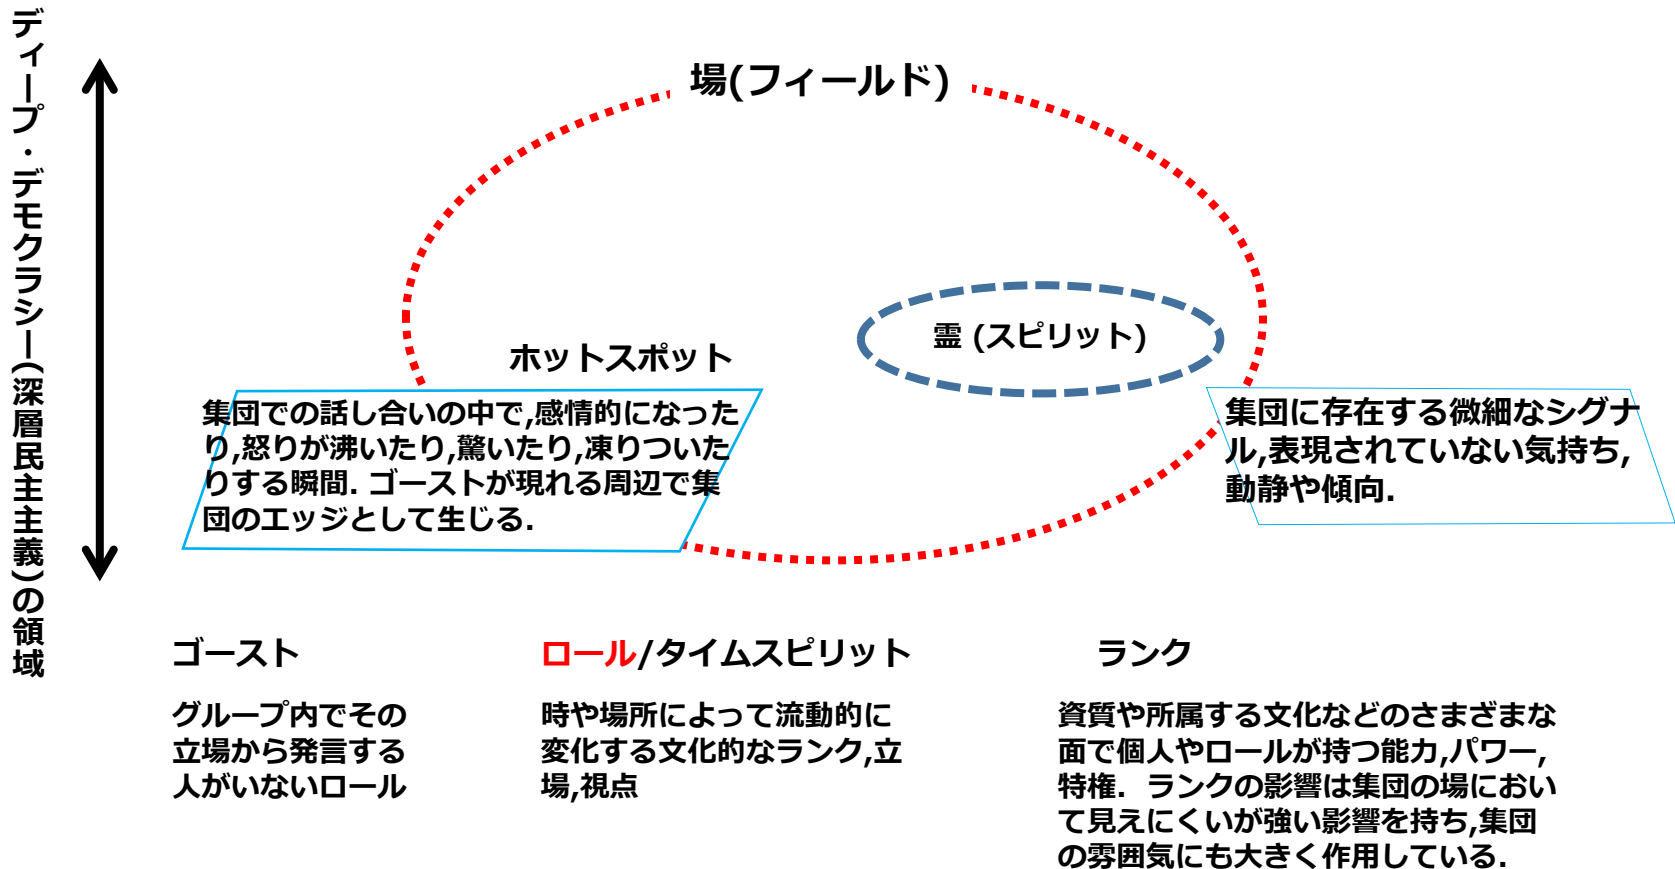 ディープ・デモクラシー(深層民主主義)の領域
場(フィールド)
霊 (スピリット)
ホットスポット
集団での話し合いの中で,感情的になった
り,怒りが沸いたり,驚いたり,凍りついた
りする瞬間. ゴーストが現れる周辺で集
団のエッジとして生じる.
集団に存在する微細なシグナ
ル,表現されていない気持ち,
動静や傾向.
ゴースト
グループ内でその
立場から発言する
人がいないロール
ロール/タイムスピリット
時や場所によって流動的に
変化する文化的なランク,立
場,視点
ランク
資質や所属する文化などのさまざまな
面で個人やロールが持つ能力,パワー,
特権. ランクの影響は集団の場におい
て見えにくいが強い影響を持ち,集団
の雰囲気にも大きく作用している.